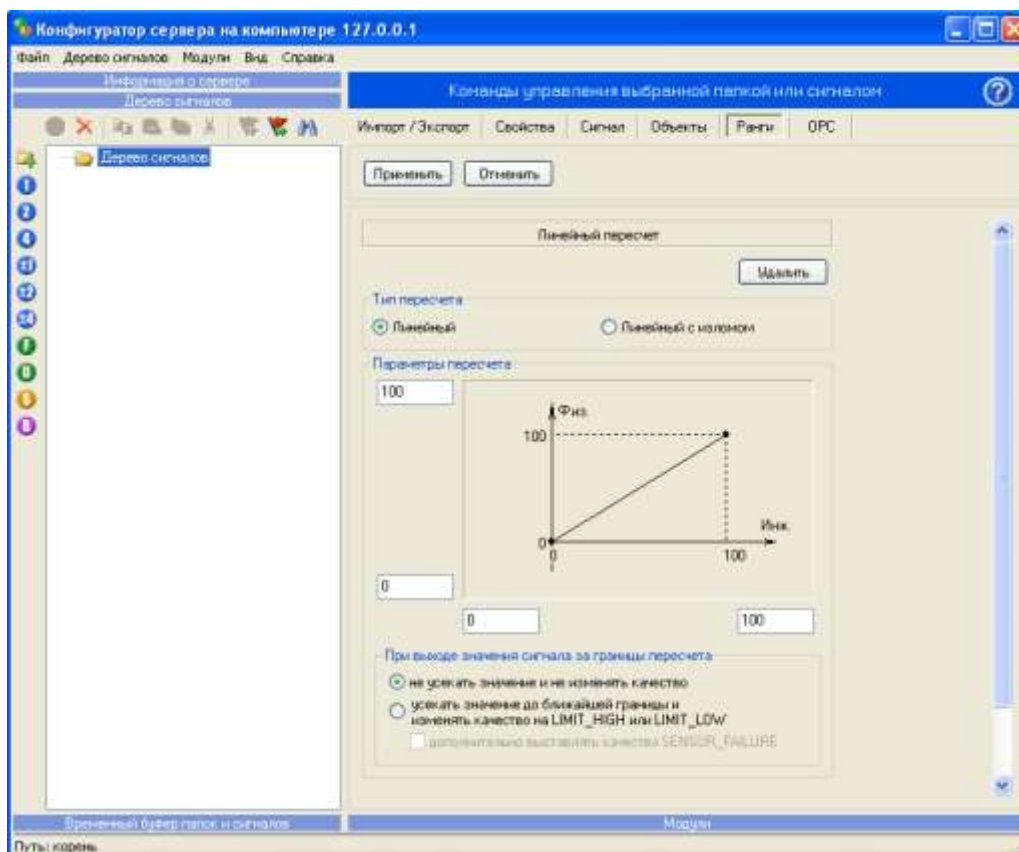 Конфигуратор сервера на компьютере 127.0.0.1
Файл Дерево сигналов Модули Вид Справка
Информация о сервере
Дерево сигналов
Команды управления выбранной папкой или сигналом
Импорт / Экспорт Свойства Сигнал Объекты Ранги OPC
Дерево сигналов
Применить Отменить
Линейный пересчет
Удалить
Тип пересчета
Линейный Линейный с изломом
Параметры пересчета
100
Физ.
100
Инж.
0
0 100
0
0 100
При выходе значения сигнала за границы пересчета
не усекать значение и не изменять качество
усекать значение до ближайшей границы и
изменять качество на LIMIT_HIGH или LIMIT_LOW
дополнительно выставлять качество SENSOR_FAILURE
Временный буфер папок и сигналов Модули
Путь: корень